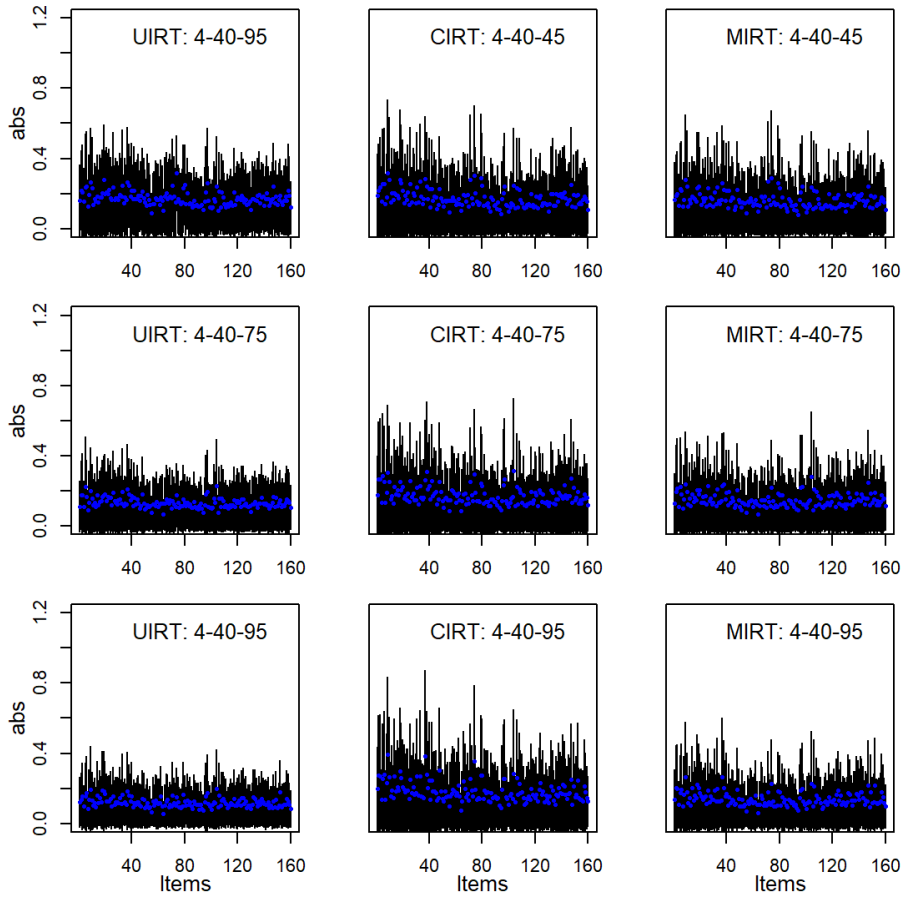 UIRT: 4-40-95
CIRT: 4-40-45
MIRT: 4-40-45
abs
0.0 0.4 0.8 1.2
40 80 120 160
40 80 120 160
40 80 120 160
UIRT: 4-40-75
CIRT: 4-40-75
MIRT: 4-40-75
abs
0.0 0.4 0.8 1.2
40 80 120 160
40 80 120 160
40 80 120 160
UIRT: 4-40-95
CIRT: 4-40-95
MIRT: 4-40-95
abs
0.0 0.4 0.8 1.2
40 80 120 160
40 80 120 160
40 80 120 160
Items
Items
Items